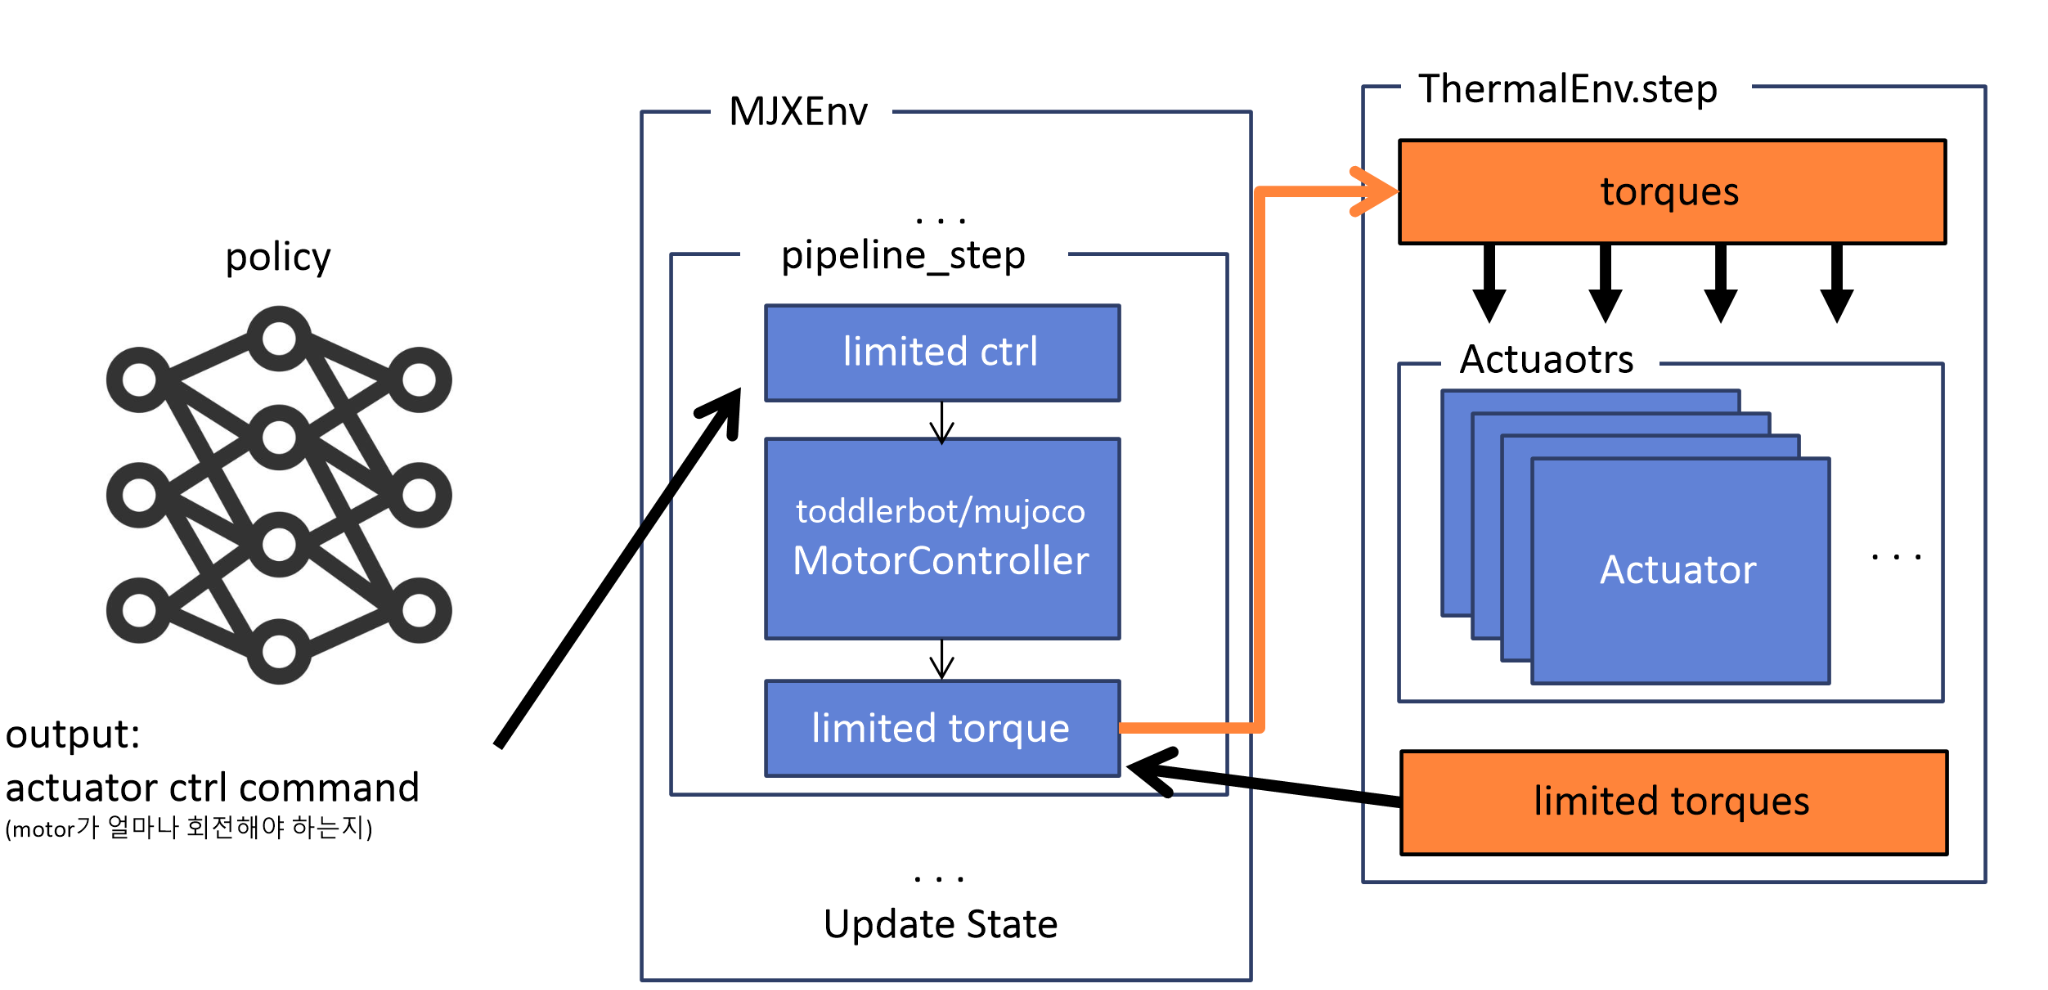 policy
output:
actuator ctrl command
(motor가 얼마나 회전해야 하는지)
MJXEnv
. . .
pipeline_step
limited ctrl
toddlerbot/mujoco
MotorController
limited torque
. . .
Update State
ThermalEnv.step
torques
Actuaotrs
Actuator
. . .
limited torques